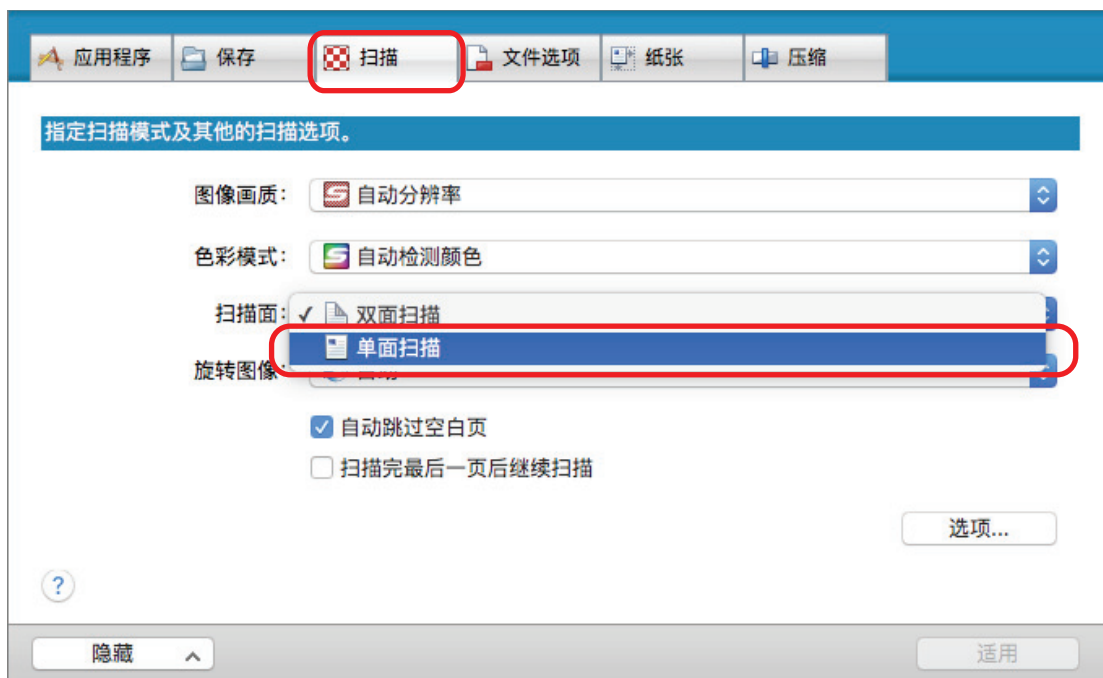 应用程序 保存 扫描 文件选项 纸张 压缩
指定扫描模式及其他的扫描选项。
图像画质: 自动分辨率
色彩模式: 自动检测颜色
扫描面: ✓ 双面扫描
单面扫描
旋转图像:
自动跳过空白页
扫描完最后一页后继续扫描
选项...
?
隐藏 适用